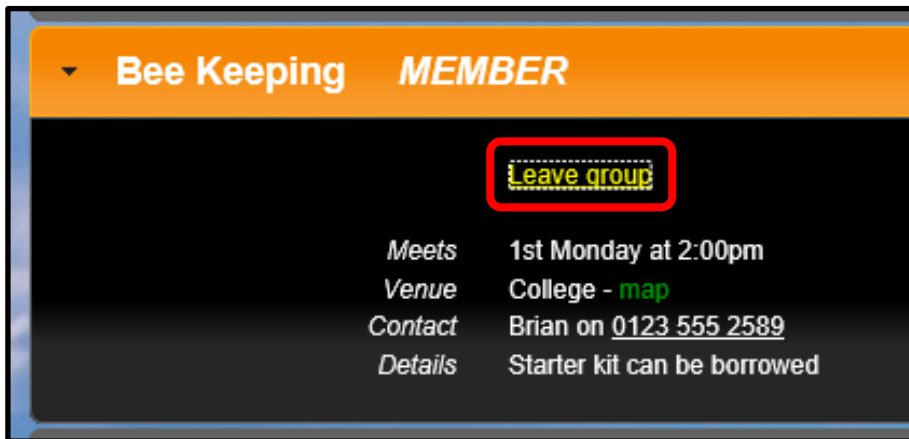 Bee Keeping MEMBER
Leave group
Meets 1st Monday at 2:00pm
Venue College - map
Contact Brian on 0123 555 2589
Details Starter kit can be borrowed